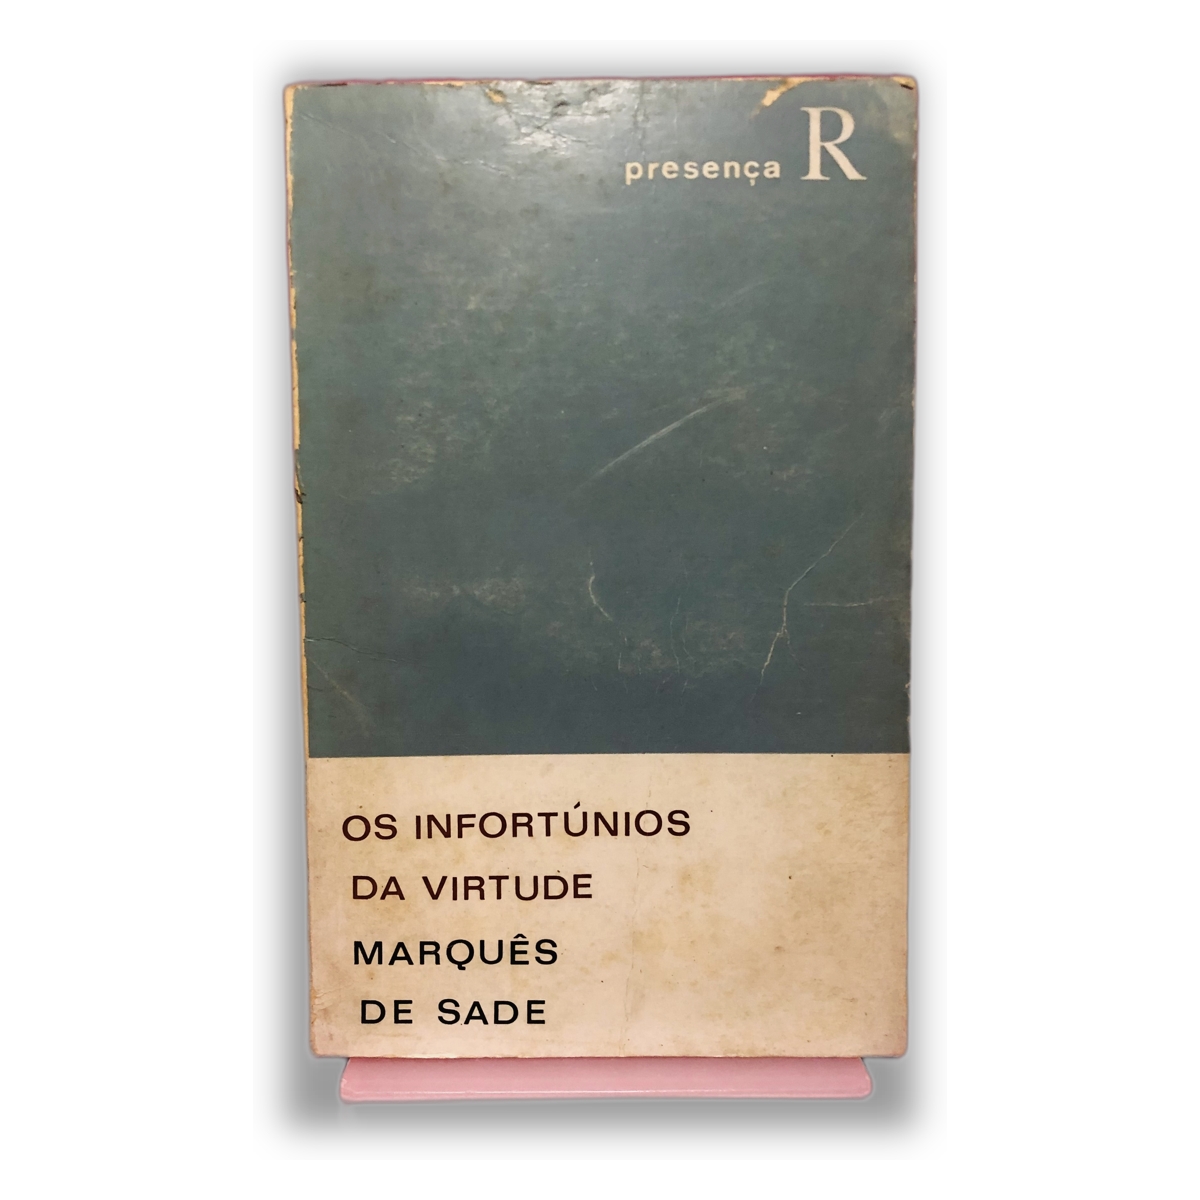 presença R
OS INFORTÚNIOS
DA VIRTUDE
MARQUÊS
DE SADE